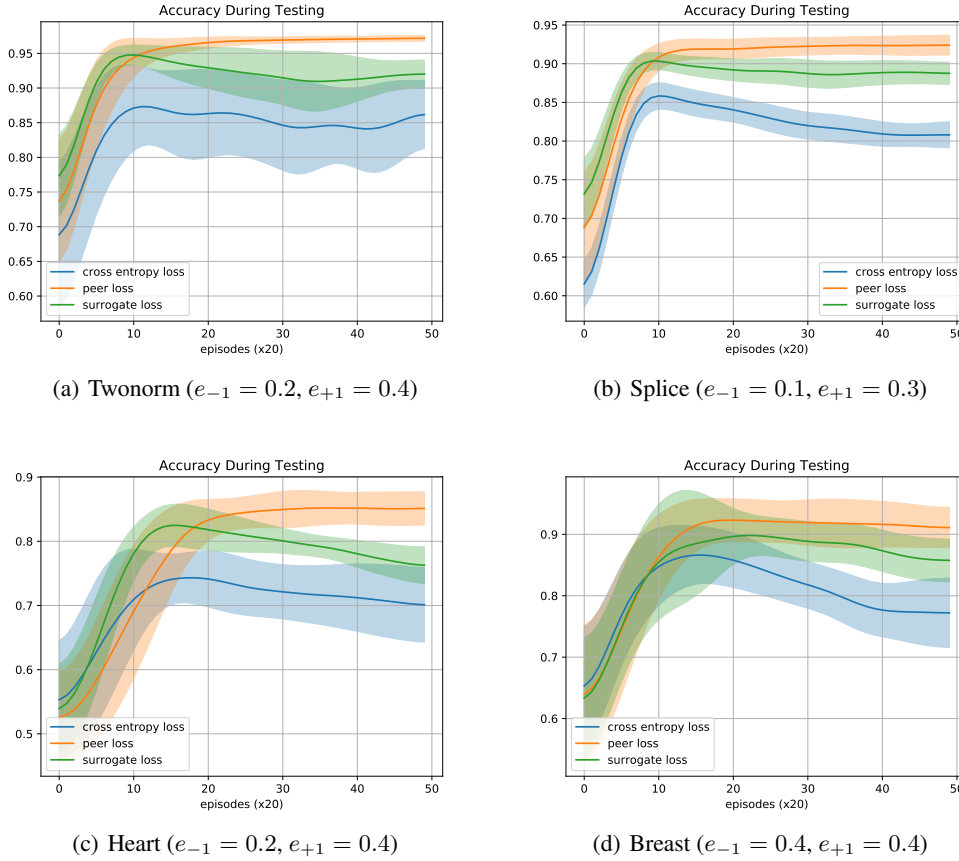 Accuracy During Testing
0.95
0.90
0.85
0.80
0.75
0.70
0.65
0.60
cross entropy loss
peer loss
surrogate loss
0 10 20 30 40 50
episodes (x20)
(a) Twonorm (e−1 = 0.2, e+1 = 0.4)
Accuracy During Testing
0.95
0.90
0.85
0.80
0.75
0.70
0.65
0.60
cross entropy loss
peer loss
surrogate loss
0 10 20 30 40 50
episodes (x20)
(b) Splice (e−1 = 0.1, e+1 = 0.3)
Accuracy During Testing
0.9
0.8
0.7
0.6
0.5
cross entropy loss
peer loss
surrogate loss
0 10 20 30 40 50
episodes (x20)
(c) Heart (e−1 = 0.2, e+1 = 0.4)
Accuracy During Testing
0.9
0.8
0.7
0.6
cross entropy loss
peer loss
surrogate loss
0 10 20 30 40 50
episodes (x20)
(d) Breast (e−1 = 0.4, e+1 = 0.4)